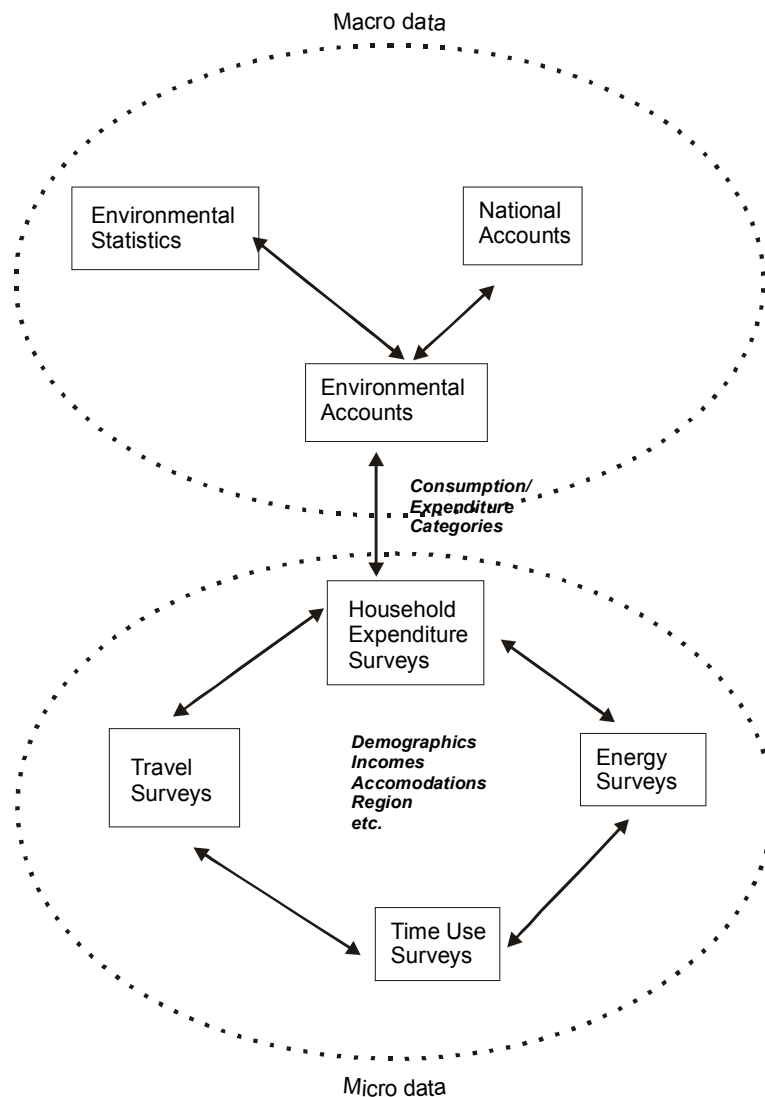 Macro data
Environmental
Statistics
National
Accounts
Environmental
Accounts
Consumption/
Expenditure
Categories
Household
Expenditure
Surveys
Travel
Surveys
Demographics
Incomes
Accomodations
Region
etc.
Energy
Surveys
Time Use
Surveys
Micro data